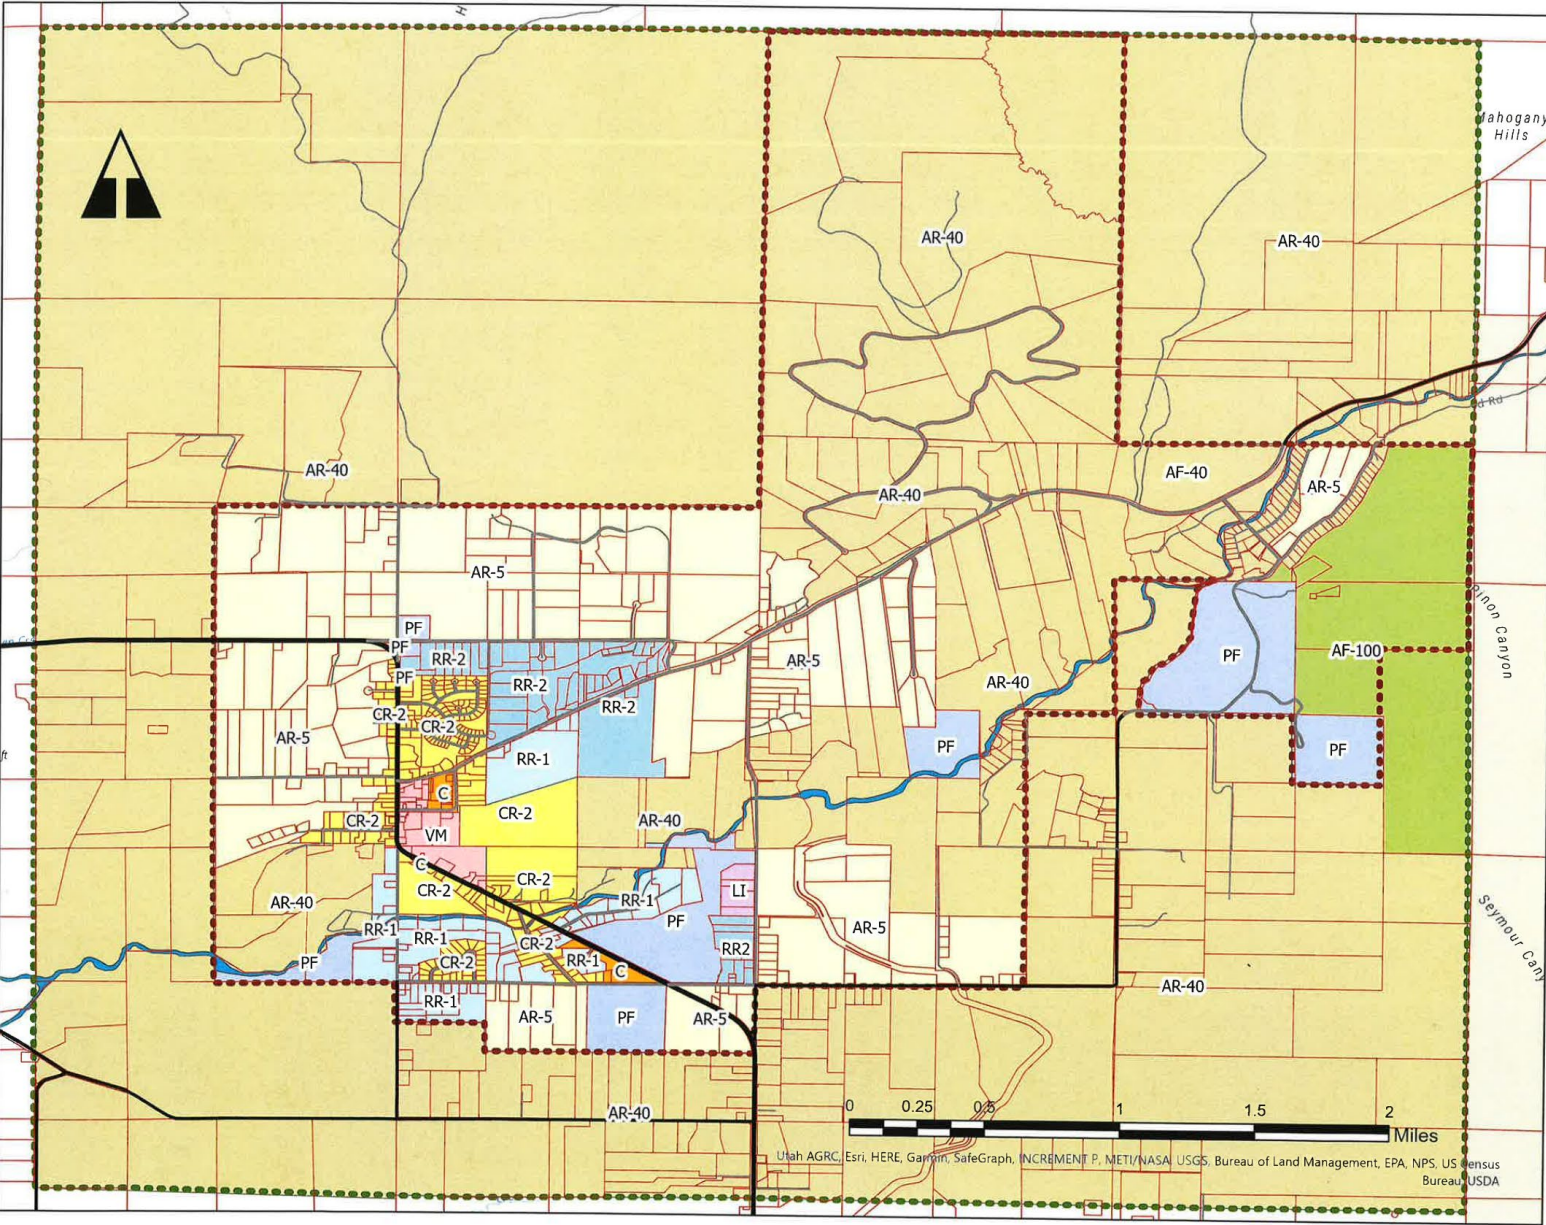 H
Mahogany
Hills
AR-40
AR-40
d Rd
AR-40
AF-40
AR-5
AR-40
AR-5
Pinon Canyon
PF
PF
RR-2
AF-100
PF
AR-5
PF
RR-2
AR-40
RR-2
CR-2
CR-2
AR-5
PF
PF
RR-1
ft
C
CR-2
CR-2
AR-40
VM
C
CR-2
CR-2
LI
RR-1
AR-40
PF
AR-5
RR-1
RR-1
CR-2
RR2
Seymour Cany
CR-2
RR-1
PF
C
AR-40
RR-1
AR-5
PF
AR-5
0 0.25 0.5 1 1.5 2
AR-40
Miles
Utah AGRC, Esri, HERE, Garmin, SafeGraph, INCREMENT P, METI/NASA, USGS, Bureau of Land Management, EPA, NPS, US Census
Bureau, USDA